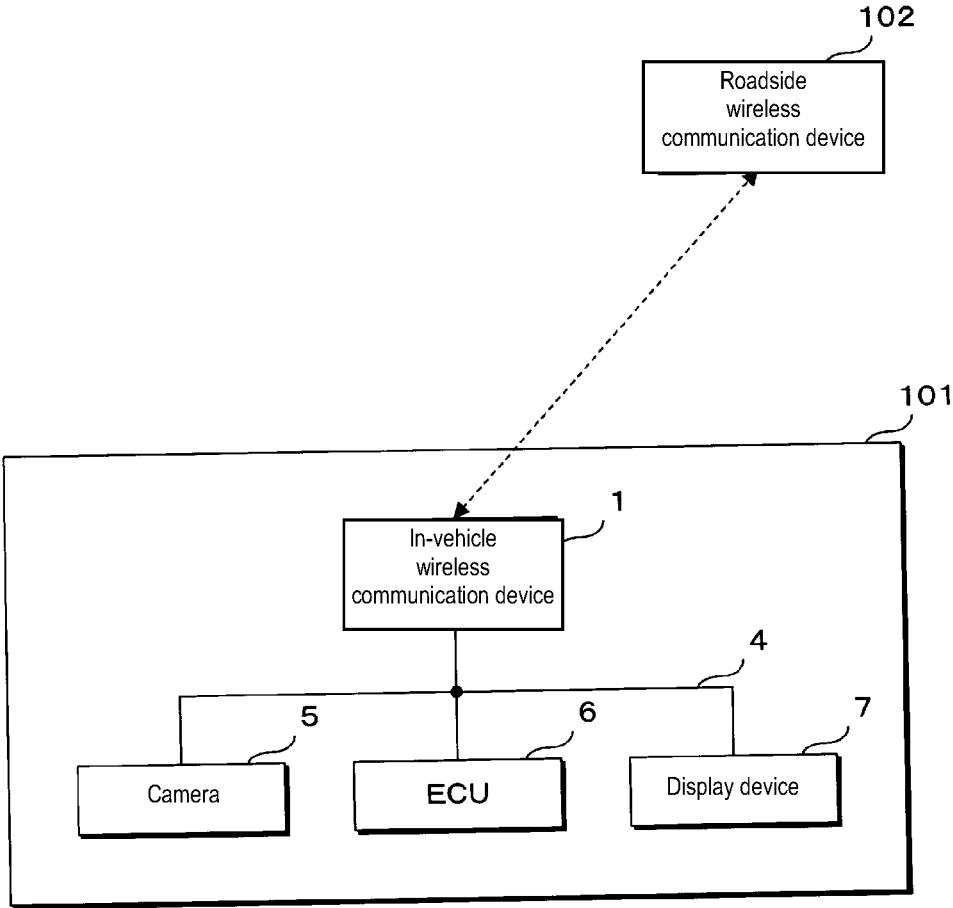 102
Roadside
wireless
communication device
101
1
In-vehicle
wireless
communication device
4
5
6
7
Camera
ECU
Display device